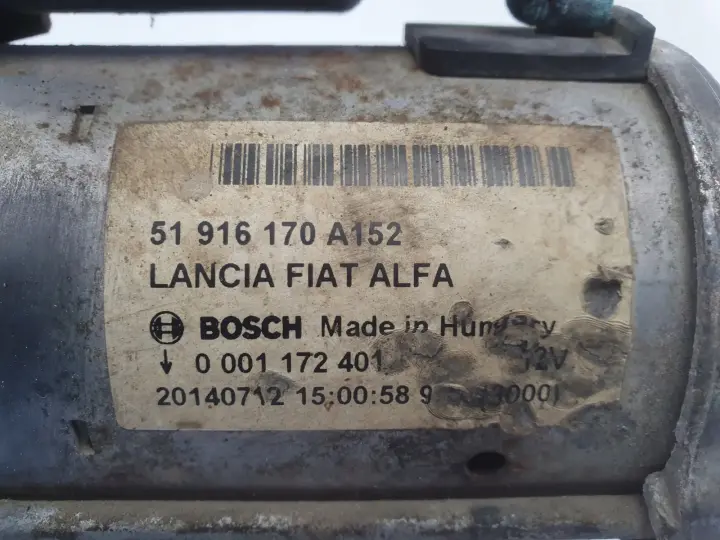 51 916 170 A152
LANCIA FIAT ALFA
BOSCH Made in Hungary
↓ 0 001 172 401 12V
20140712 15:00:58